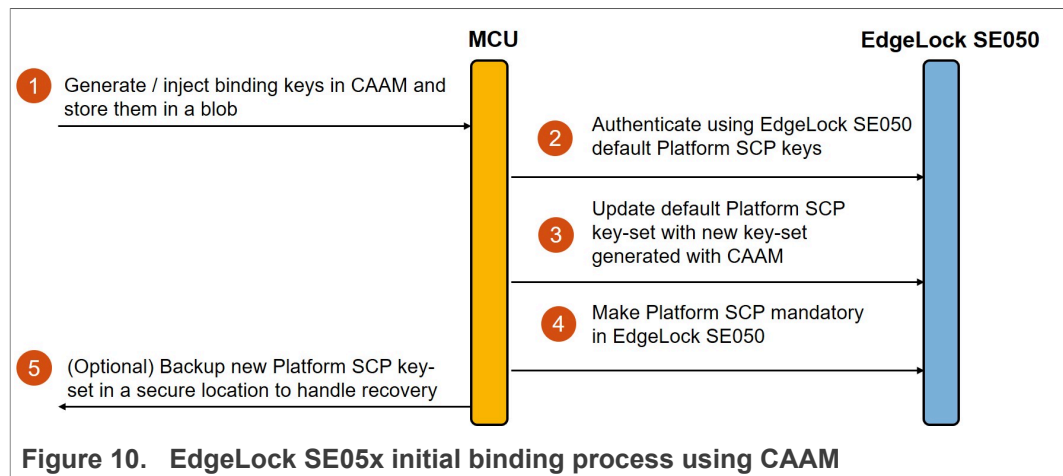 MCU
EdgeLock SE050
1
Generate / inject binding keys in CAAM and
store them in a blob
2
Authenticate using EdgeLock SE050
default Platform SCP keys
3
Update default Platform SCP
key-set with new key-set
generated with CAAM
4
Make Platform SCP mandatory
in EdgeLock SE050
5
(Optional) Backup new Platform SCP key-
set in a secure location to handle recovery
Figure 10. EdgeLock SE05x initial binding process using CAAM